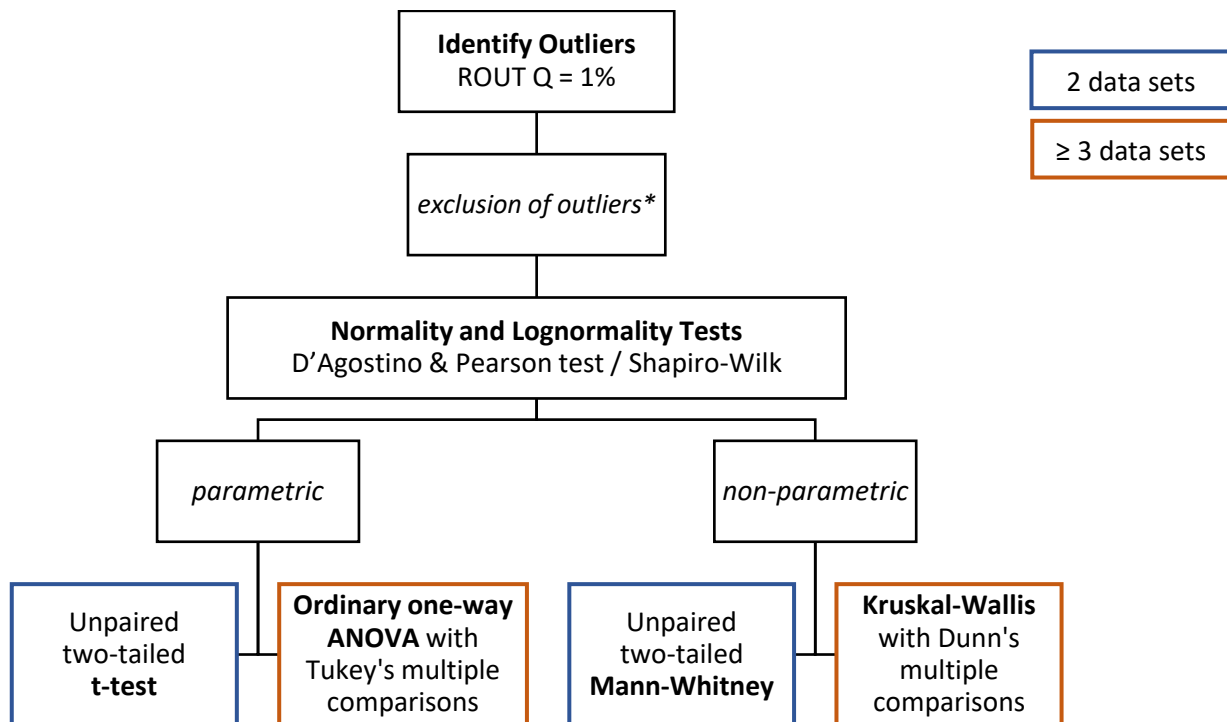 Identify Outliers
ROUT Q = 1%
2 data sets
≥ 3 data sets
exclusion of outliers*
Normality and Lognormality Tests
D’Agostino & Pearson test / Shapiro-Wilk
parametric
non-parametric
Unpaired
two-tailed
t-test
Ordinary one-way
ANOVA with
Tukey's multiple
comparisons
Unpaired
two-tailed
Mann-Whitney
Kruskal-Wallis
with Dunn's
multiple
comparisons